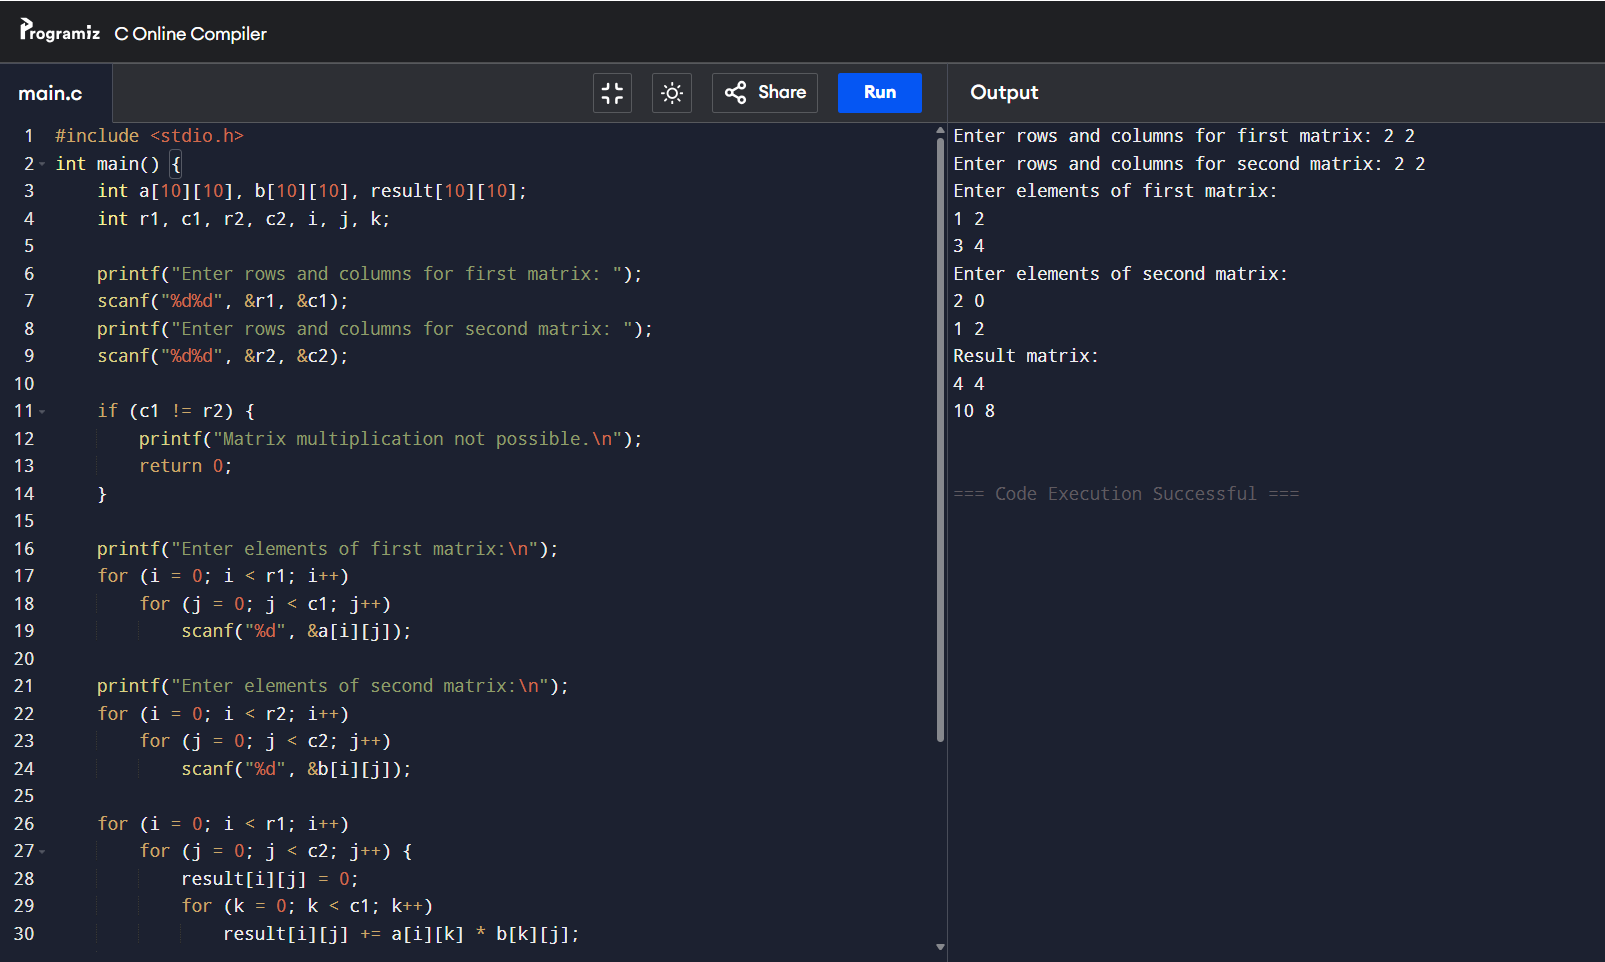 Programiz C Online Compiler
main.c
Share
Run
Output
1 #include <stdio.h>
2 int main() {
3     int a[10][10], b[10][10], result[10][10];
4     int r1, c1, r2, c2, i, j, k;
5
6     printf("Enter rows and columns for first matrix: ");
7     scanf("%d%d", &r1, &c1);
8     printf("Enter rows and columns for second matrix: ");
9     scanf("%d%d", &r2, &c2);
10
11     if (c1 != r2) {
12         printf("Matrix multiplication not possible.\n");
13         return 0;
14     }
15
16     printf("Enter elements of first matrix:\n");
17     for (i = 0; i < r1; i++)
18         for (j = 0; j < c1; j++)
19             scanf("%d", &a[i][j]);
20
21     printf("Enter elements of second matrix:\n");
22     for (i = 0; i < r2; i++)
23         for (j = 0; j < c2; j++)
24             scanf("%d", &b[i][j]);
25
26     for (i = 0; i < r1; i++)
27         for (j = 0; j < c2; j++) {
28             result[i][j] = 0;
29             for (k = 0; k < c1; k++)
30                 result[i][j] += a[i][k] * b[k][j];
Enter rows and columns for first matrix: 2 2
Enter rows and columns for second matrix: 2 2
Enter elements of first matrix:
1 2
3 4
Enter elements of second matrix:
2 0
1 2
Result matrix:
4 4
10 8
=== Code Execution Successful ===